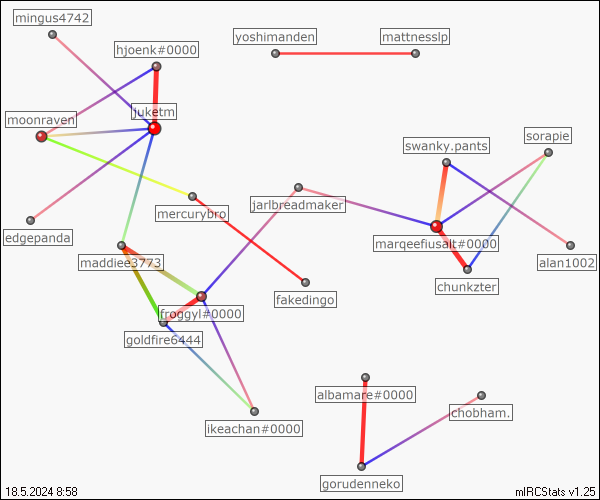 mingus4742
hjoenk#0000
yoshimanden
mattnesslp
juketm
moonraven
sorapie
swanky.pants
jarlbreadmaker
mercurybro
edgepanda
marqeefiusalt#0000
alan1002
maddiee3773
chunkzter
fakedingo
froggyl#0000
goldfire6444
albamare#0000
chobham.
ikeachan#0000
gorudenneko
18.5.2024 8:58
mIRCStats v1.25